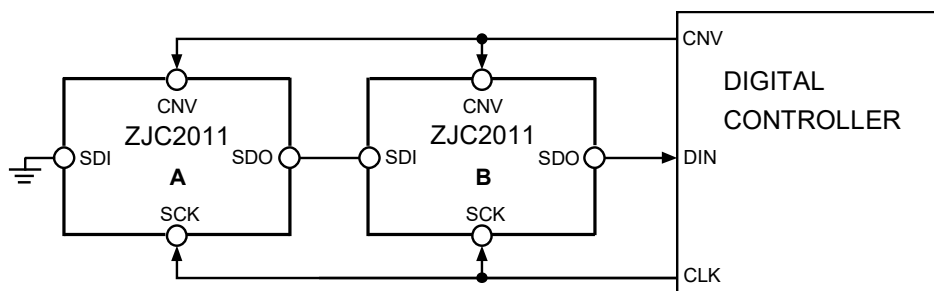 CNV
DIGITAL
CONTROLLER
DIN
CLK
CNV
ZJC2011
SDI
SDO
A
SCK
CNV
ZJC2011
SDI
SDO
B
SCK